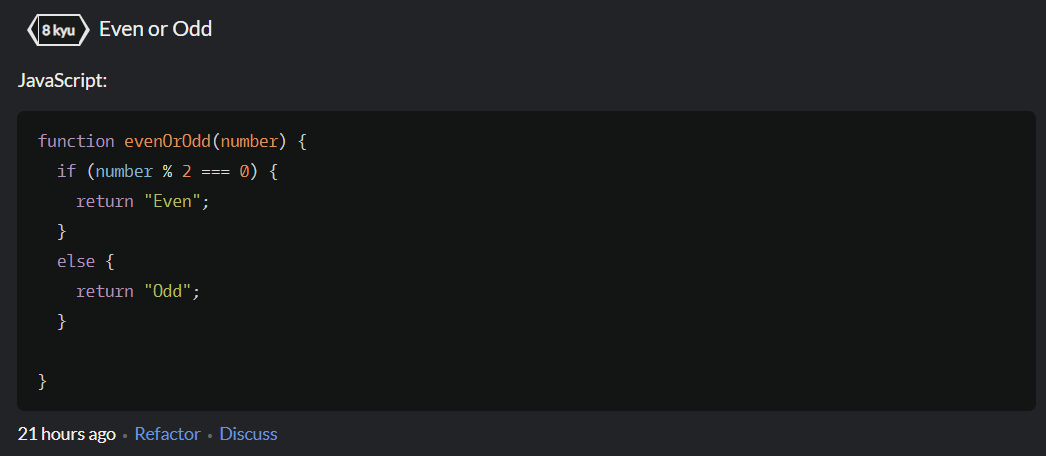 8 kyu Even or Odd
JavaScript:
function evenOrOdd(number) {
  if (number % 2 === 0) {
    return "Even";
  }
  else {
    return "Odd";
  }
}
21 hours ago • Refactor • Discuss